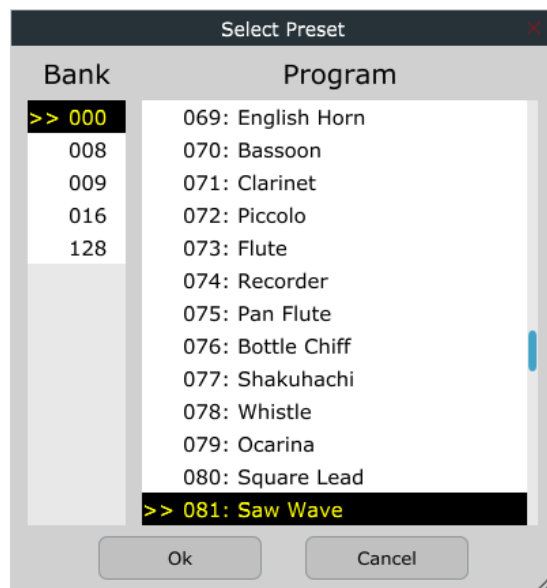 Select Preset
Bank
Program
>> 000
008
009
016
128
069: English Horn
070: Bassoon
071: Clarinet
072: Piccolo
073: Flute
074: Recorder
075: Pan Flute
076: Bottle Chiff
077: Shakuhachi
078: Whistle
079: Ocarina
080: Square Lead
>> 081: Saw Wave
Ok
Cancel